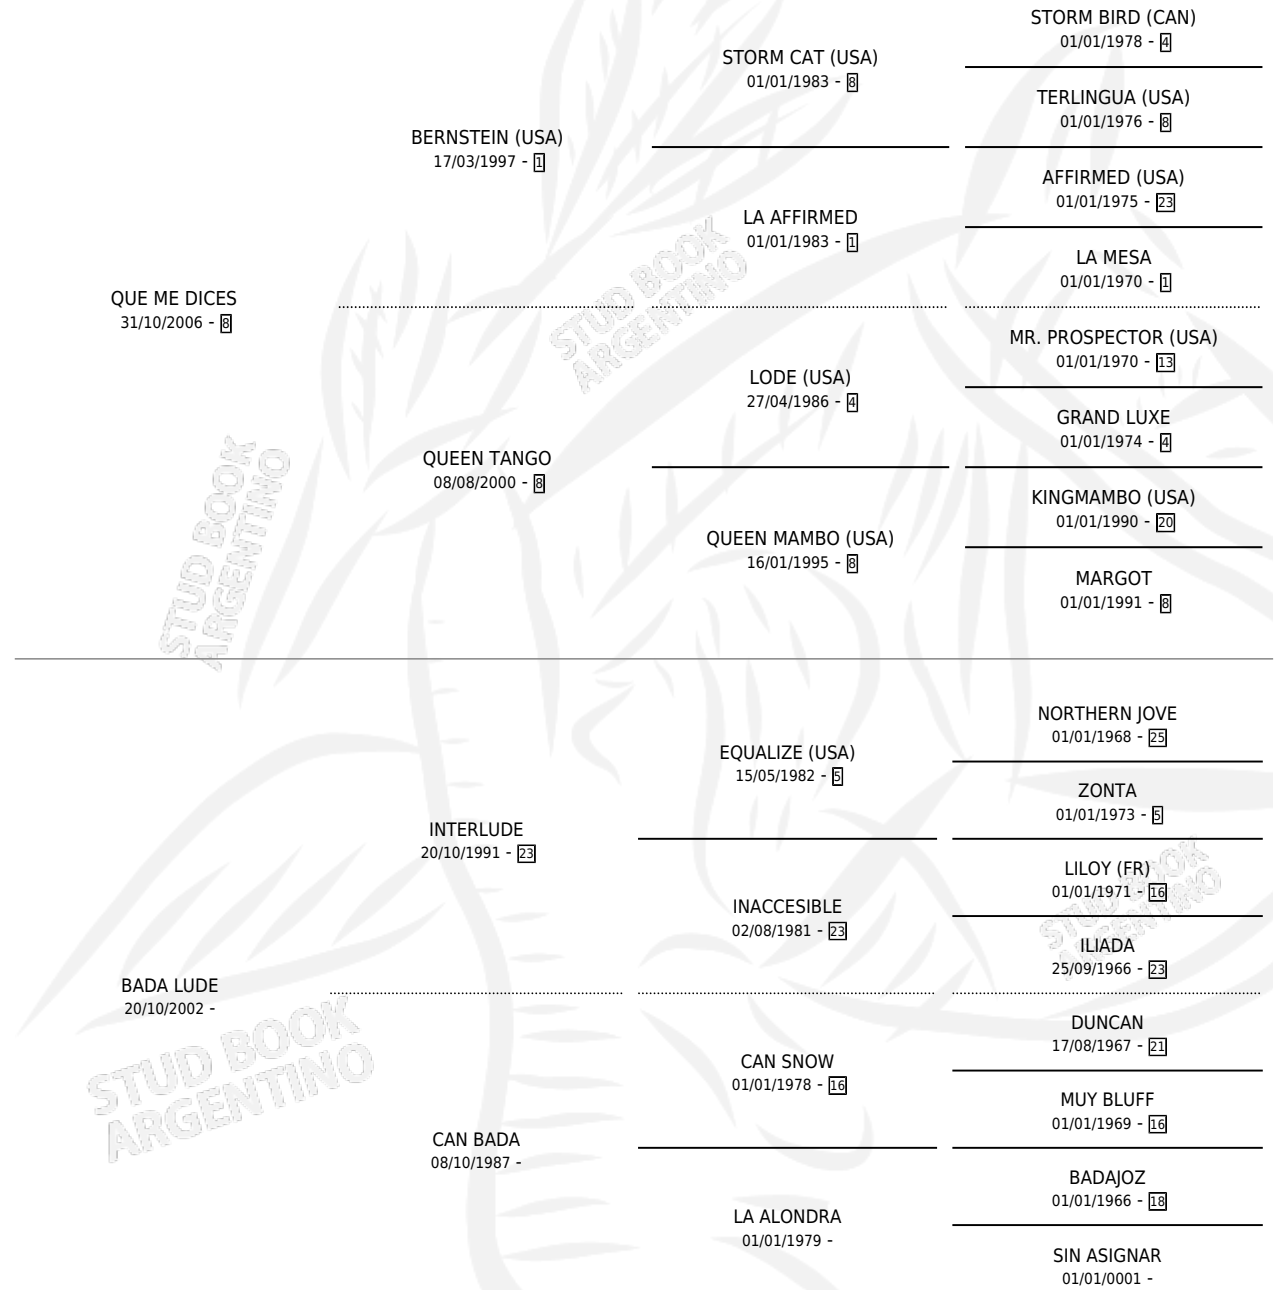 STORM BIRD (CAN)
01/01/1978 - 4
STORM CAT (USA)
01/01/1983 - 8
TERLINGUA (USA)
01/01/1976 - 8
BERNSTEIN (USA)
17/03/1997 - 1
AFFIRMED (USA)
01/01/1975 - 23
LA AFFIRMED
01/01/1983 - 1
LA MESA
01/01/1970 - 1
QUE ME DICES
31/10/2006 - 8
MR. PROSPECTOR (USA)
01/01/1970 - 13
LODE (USA)
27/04/1986 - 4
GRAND LUXE
01/01/1974 - 4
QUEEN TANGO
08/08/2000 - 8
KINGMAMBO (USA)
01/01/1990 - 20
QUEEN MAMBO (USA)
16/01/1995 - 8
MARGOT
01/01/1991 - 8
NORTHERN JOVE
01/01/1968 - 25
EQUALIZE (USA)
15/05/1982 - 5
ZONTA
01/01/1973 - 5
INTERLUDE
20/10/1991 - 23
LILOY (FR)
01/01/1971 - 16
INACCESIBLE
02/08/1981 - 23
ILIADA
25/09/1966 - 23
BADA LUDE
20/10/2002 -
DUNCAN
17/08/1967 - 21
CAN SNOW
01/01/1978 - 16
MUY BLUFF
01/01/1969 - 16
CAN BADA
08/10/1987 -
BADAJOZ
01/01/1966 - 18
LA ALONDRA
01/01/1979 -
SIN ASIGNAR
01/01/0001 -
STUD BOOK
ARGENTINO
STUD BOOK
ARGENTINO
STUD BOOK
ARGENTINO
STUD BOOK
ARGENTINO